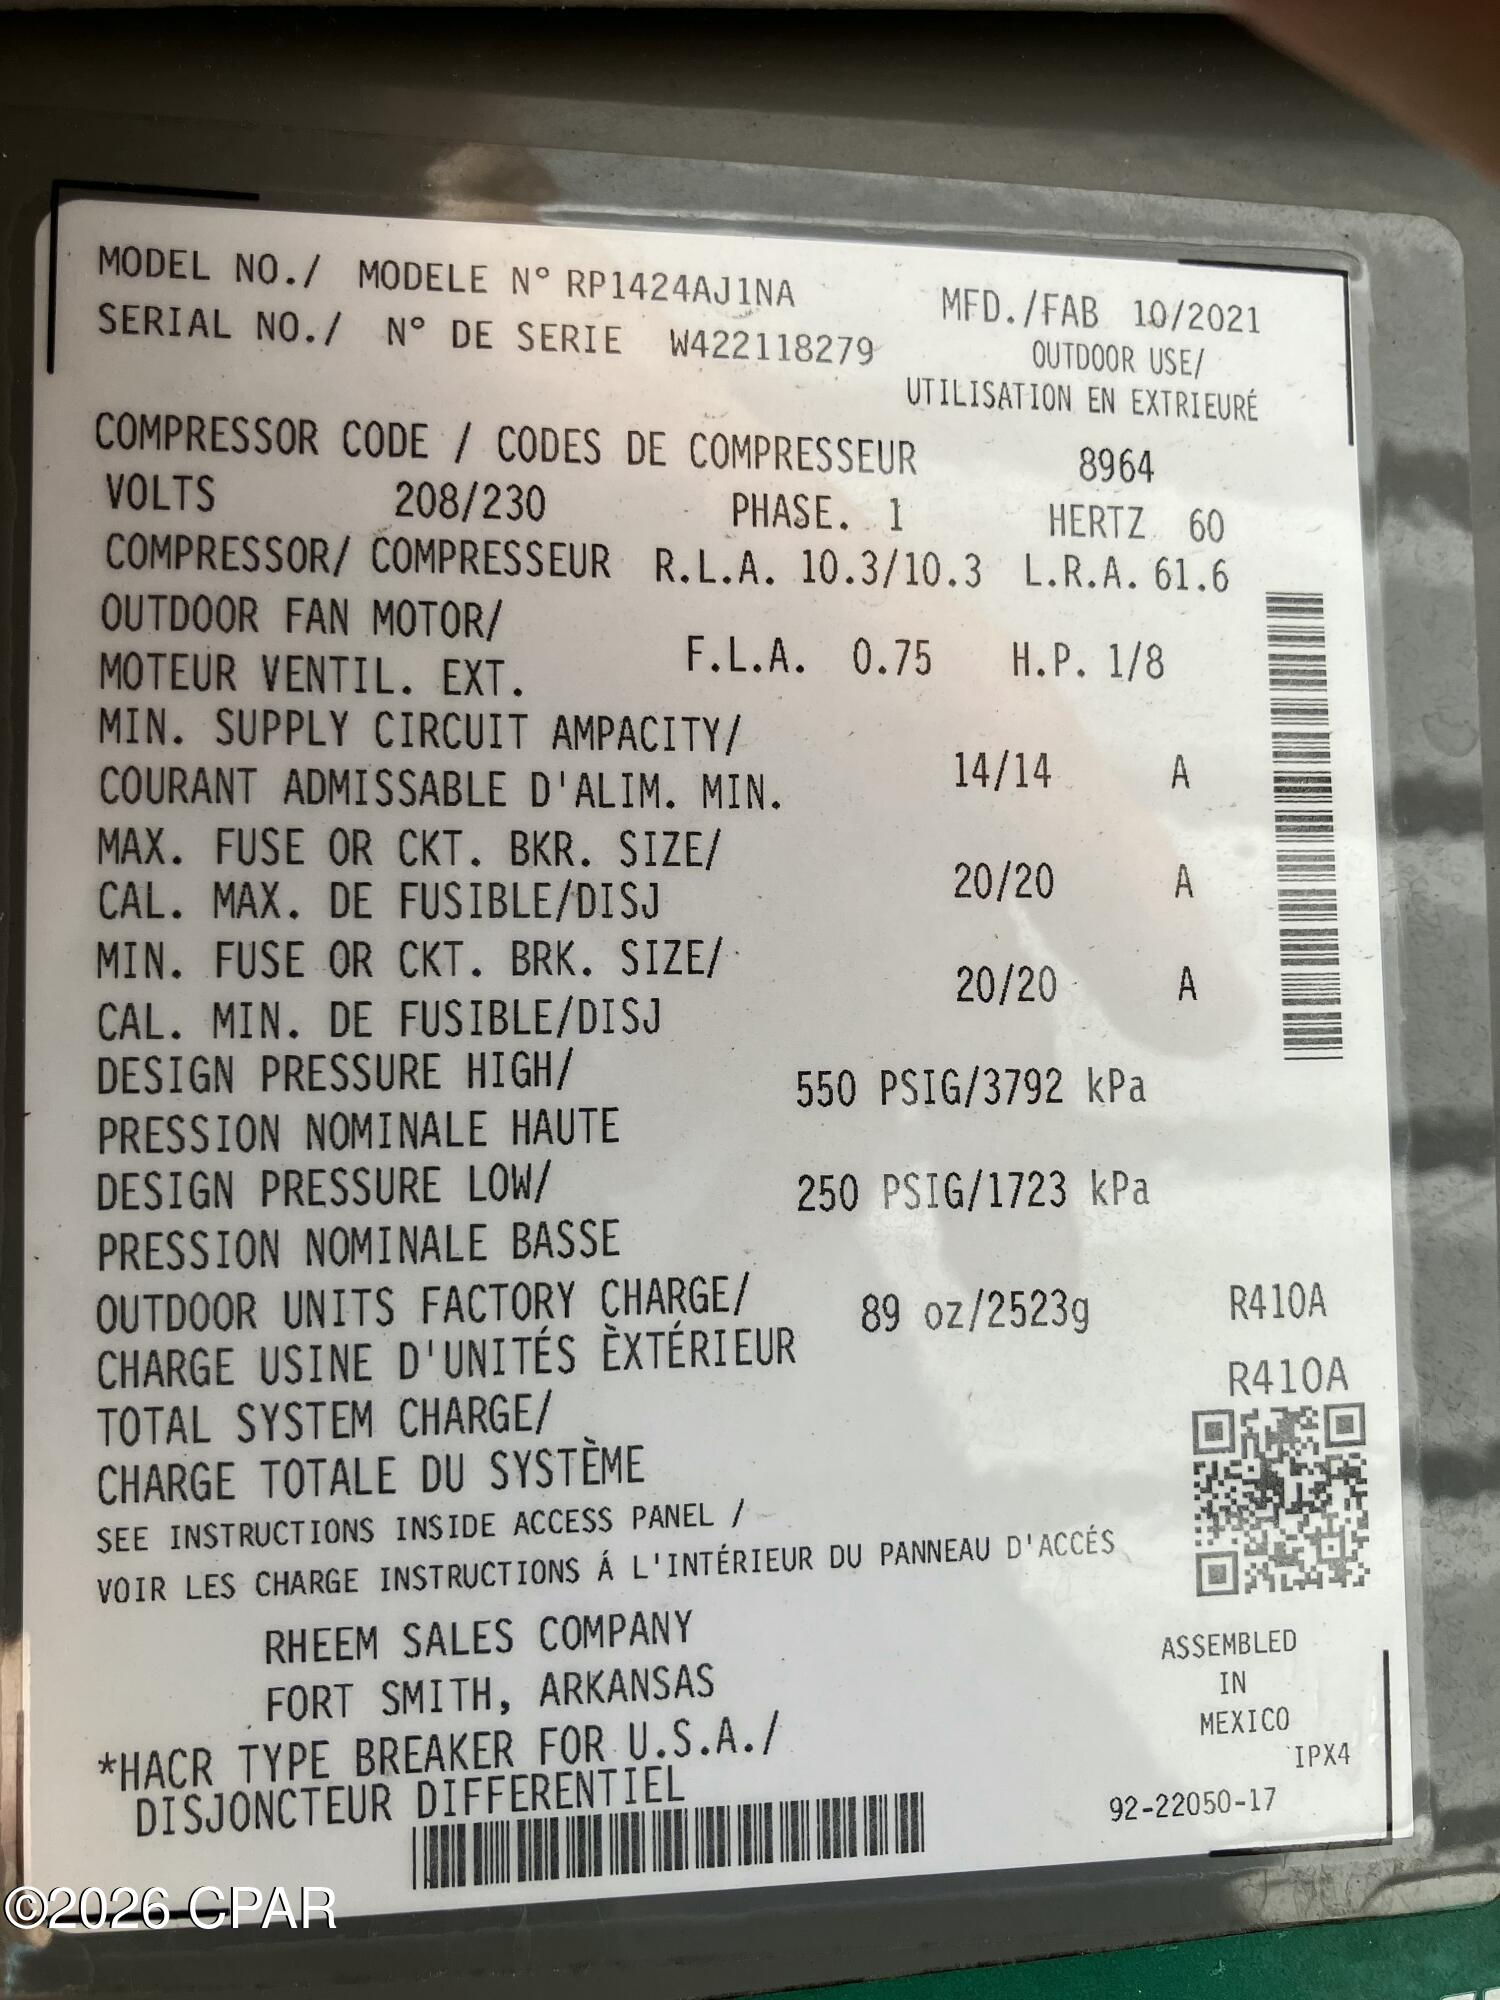 MODEL NO./ MODELE N° RP1424AJ1NA
SERIAL NO./ N° DE SERIE W422118279
MFD./FAB 10/2021
OUTDOOR USE/
UTILISATION EN EXTRIEURÉ
COMPRESSOR CODE / CODES DE COMPRESSEUR 8964
VOLTS 208/230 PHASE. 1 HERTZ 60
COMPRESSOR/ COMPRESSEUR R.L.A. 10.3/10.3 L.R.A. 61.6
OUTDOOR FAN MOTOR/
MOTEUR VENTIL. EXT. F.L.A. 0.75 H.P. 1/8
MIN. SUPPLY CIRCUIT AMPACITY/
COURANT ADMISSABLE D'ALIM. MIN. 14/14 A
MAX. FUSE OR CKT. BKR. SIZE/
CAL. MAX. DE FUSIBLE/DISJ 20/20 A
MIN. FUSE OR CKT. BRK. SIZE/
CAL. MIN. DE FUSIBLE/DISJ 20/20 A
DESIGN PRESSURE HIGH/
PRESSION NOMINALE HAUTE 550 PSIG/3792 kPa
DESIGN PRESSURE LOW/
PRESSION NOMINALE BASSE 250 PSIG/1723 kPa
OUTDOOR UNITS FACTORY CHARGE/ 89 oz/2523g R410A
CHARGE USINE D'UNITÉS ÈXTÉRIEUR
R410A
TOTAL SYSTEM CHARGE/
CHARGE TOTALE DU SYSTÈME
SEE INSTRUCTIONS INSIDE ACCESS PANEL /
VOIR LES CHARGE INSTRUCTIONS Á L'INTÉRIEUR DU PANNEAU D'ACCÉS
RHEEM SALES COMPANY
FORT SMITH, ARKANSAS
*HACR TYPE BREAKER FOR U.S.A./
DISJONCTEUR DIFFERENTIEL
ASSEMBLED
IN
MEXICO
IPX4
92-22050-17
©2026 CPAR